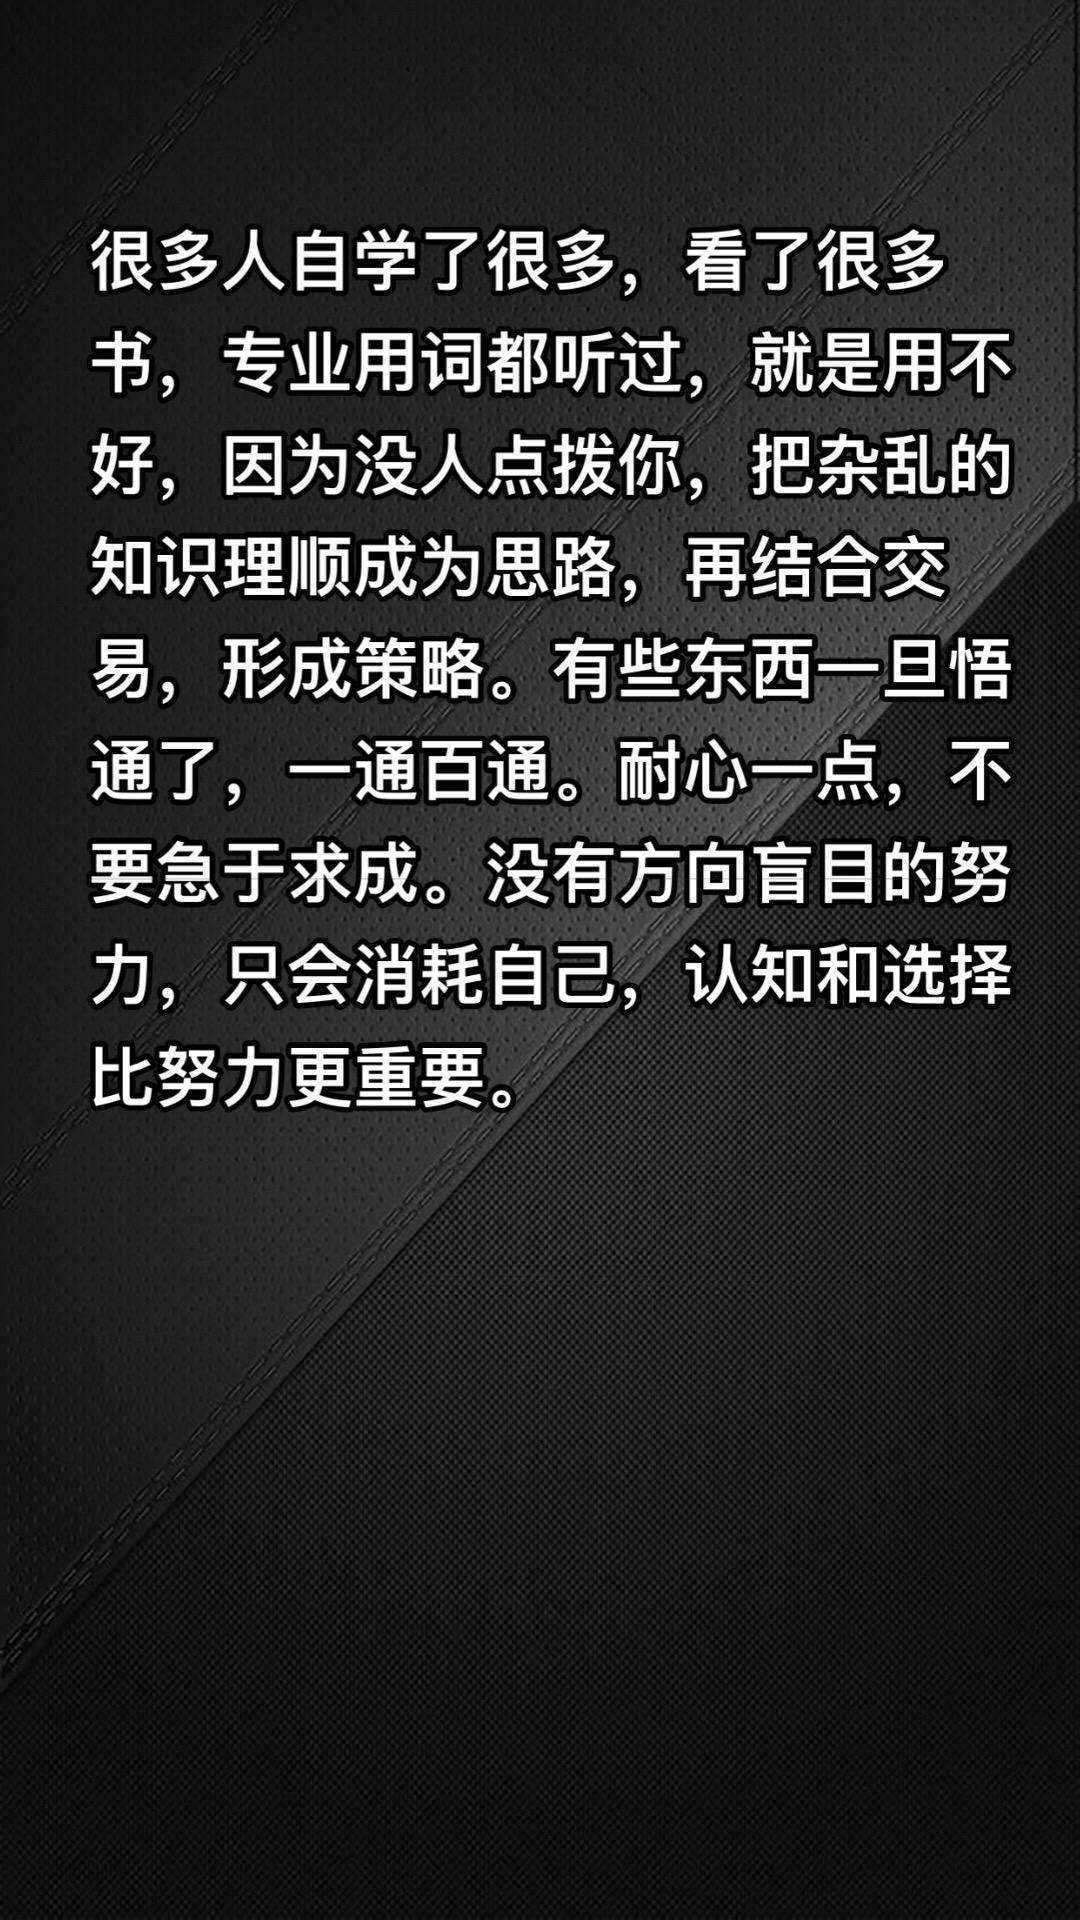 很多人自学了很多，看了很多
书，专业用词都听过，就是用不
好，因为没人点拨你，把杂乱的
知识理顺成为思路，再结合交
易，形成策略。有些东西一旦悟
通了，一通百通。耐心一点，不
要急于求成。没有方向盲目的努
力，只会消耗自己，认知和选择
比努力更重要。